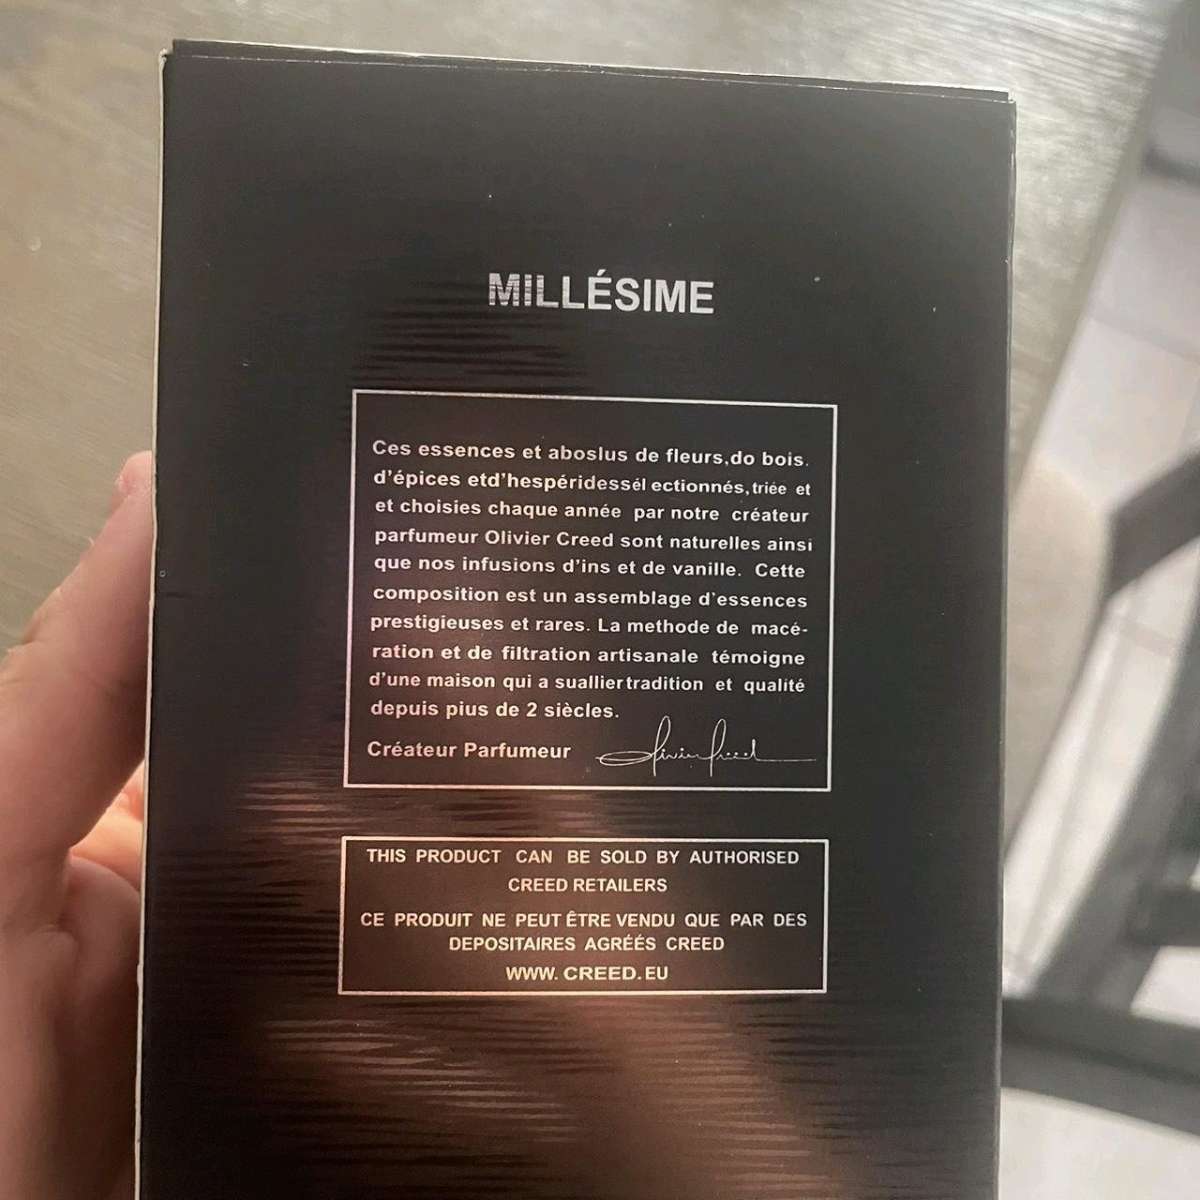 MILLÉSIME
Ces essences et aboslus de fleurs,do bois.
d'épices etd'hespéridessél ectionnés,triée et
et choisies chaque année par notre créateur
parfumeur Olivier Creed sont naturelles ainsi
que nos infusions d'ins et de vanille. Cette
composition est un assemblage d'essences
prestigieuses et rares. La methode de macé-
ration et de filtration artisanale témoigne
d'une maison qui a sualliertradition et qualité
depuis pius de 2 siècles.
Créateur Parfumeur Olivier Creed
THIS PRODUCT CAN BE SOLD BY AUTHORISED
CREED RETAILERS
CE PRODUIT NE PEUT ÊTRE VENDU QUE PAR DES
DEPOSITAIRES AGRÉÉS CREED
WWW. CREED.EU